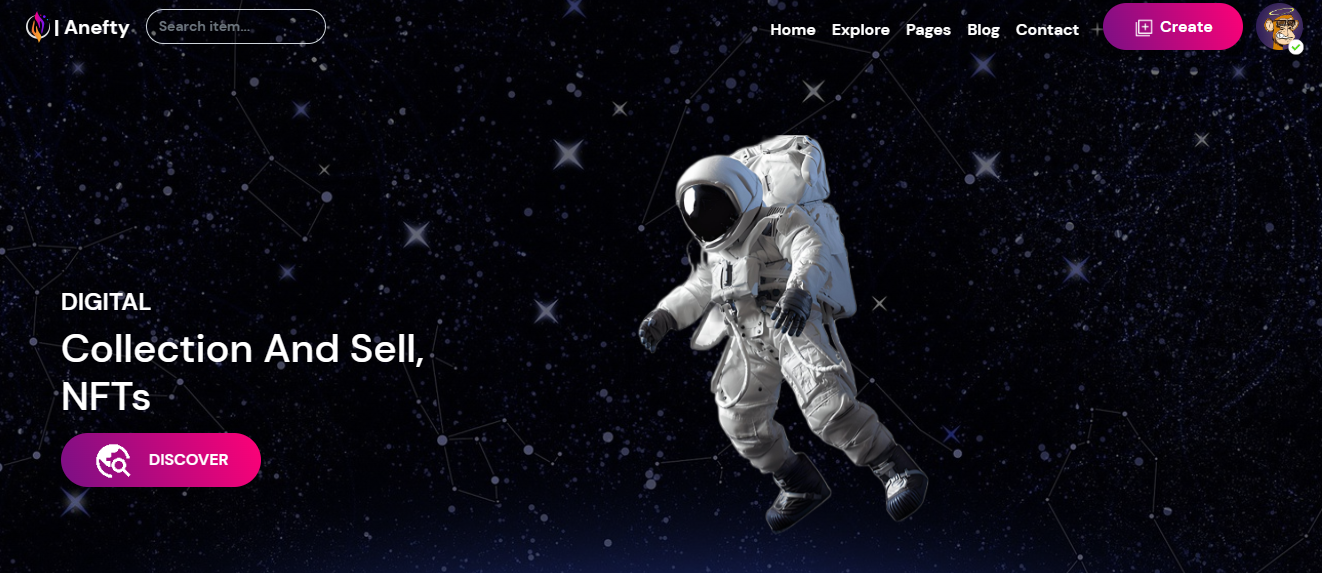 | Anefty
Search item...
Home
Explore
Pages
Blog
Contact
Create
DIGITAL
Collection And Sell,
NFTs
DISCOVER